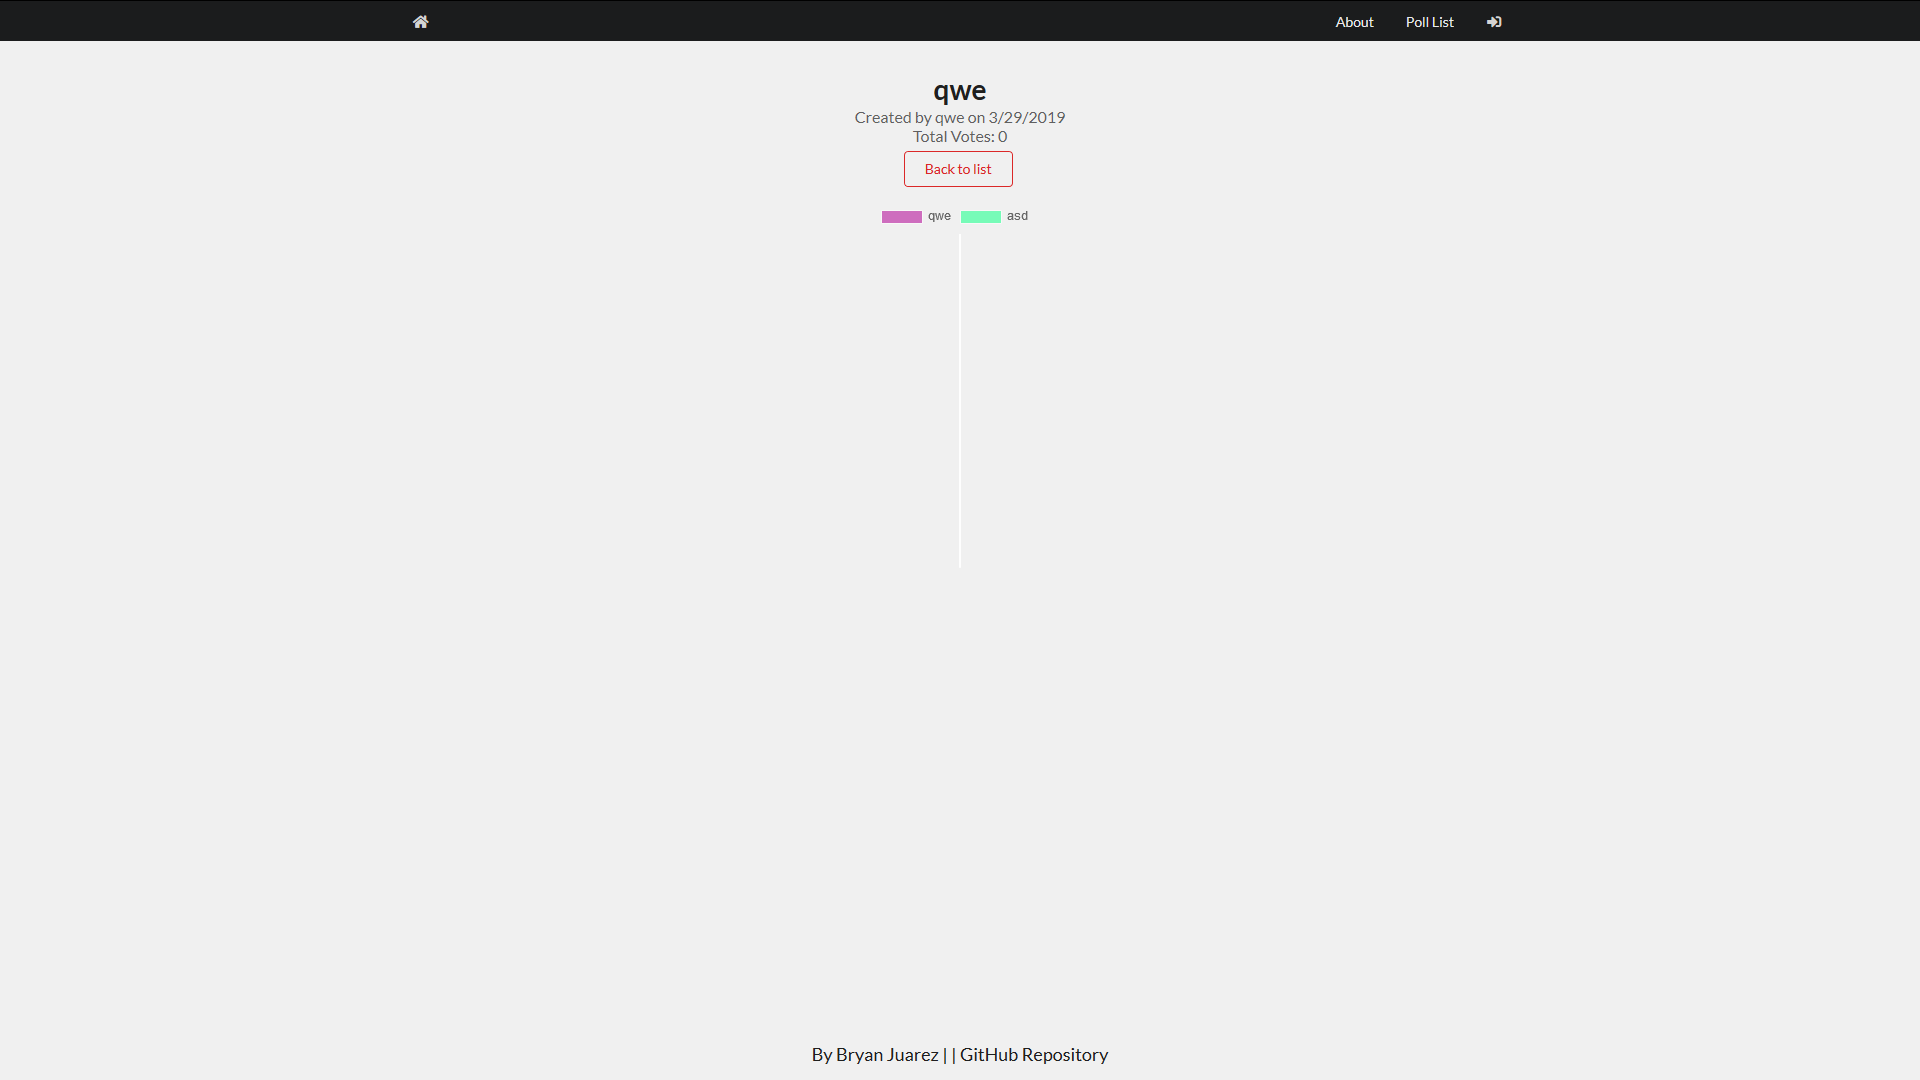 About Poll List
qwe
Created by qwe on 3/29/2019
Total Votes: 0
Back to list
qwe asd
By Bryan Juarez | | GitHub Repository